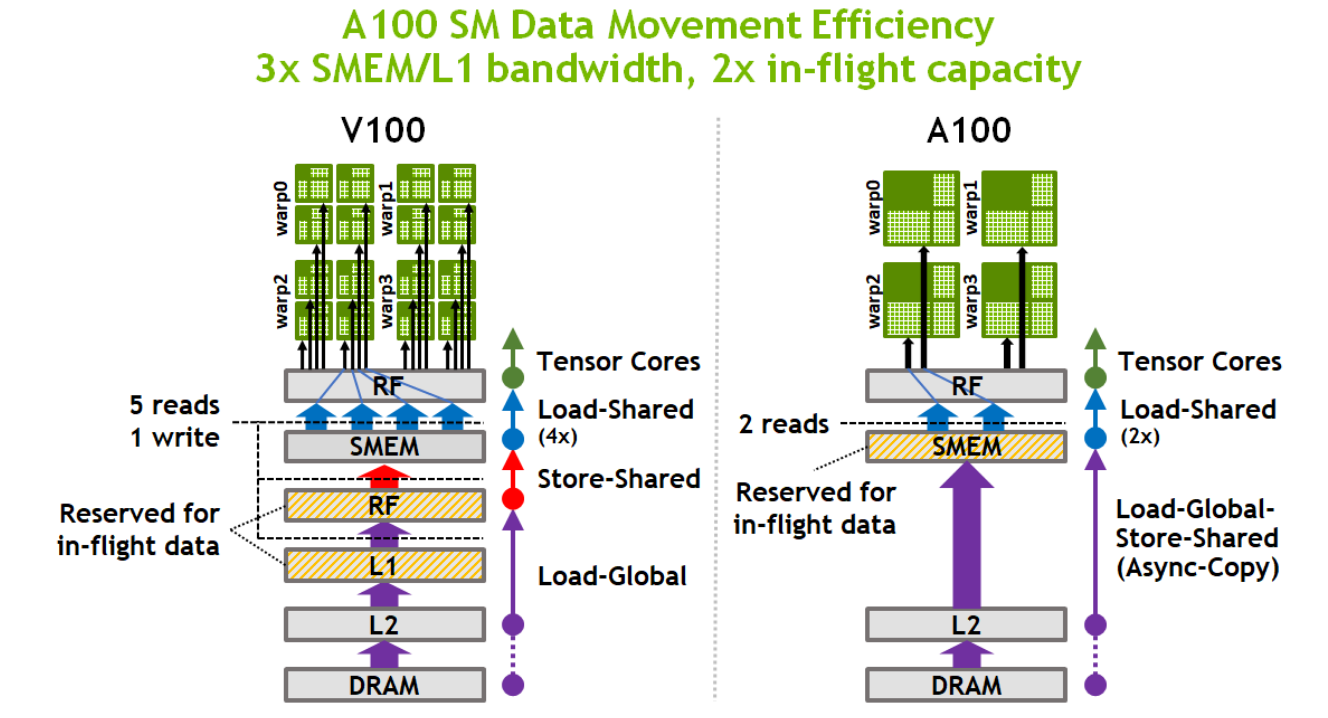 A100 SM Data Movement Efficiency
3x SMEM/L1 bandwidth, 2x in-flight capacity
V100
warp0
warp1
warp2
warp3
RF
SMEM
RF
L1
L2
DRAM
5 reads
1 write
Reserved for
in-flight data
Tensor Cores
Load-Shared
(4x)
Store-Shared
Load-Global
A100
warp0
warp1
warp2
warp3
RF
SMEM
L2
DRAM
2 reads
Reserved for
in-flight data
Tensor Cores
Load-Shared
(2x)
Load-Global-
Store-Shared
(Async-Copy)